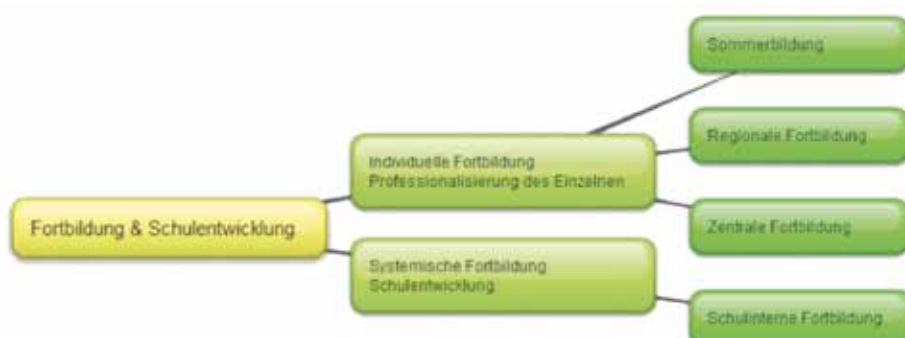 Sommerbildung
Regionale Fortbildung
Individuelle Fortbildung
Professionalisierung des Einzelnen
Fortbildung & Schulentwicklung
Zentrale Fortbildung
Systemische Fortbildung
Schulentwicklung
Schulinterne Fortbildung